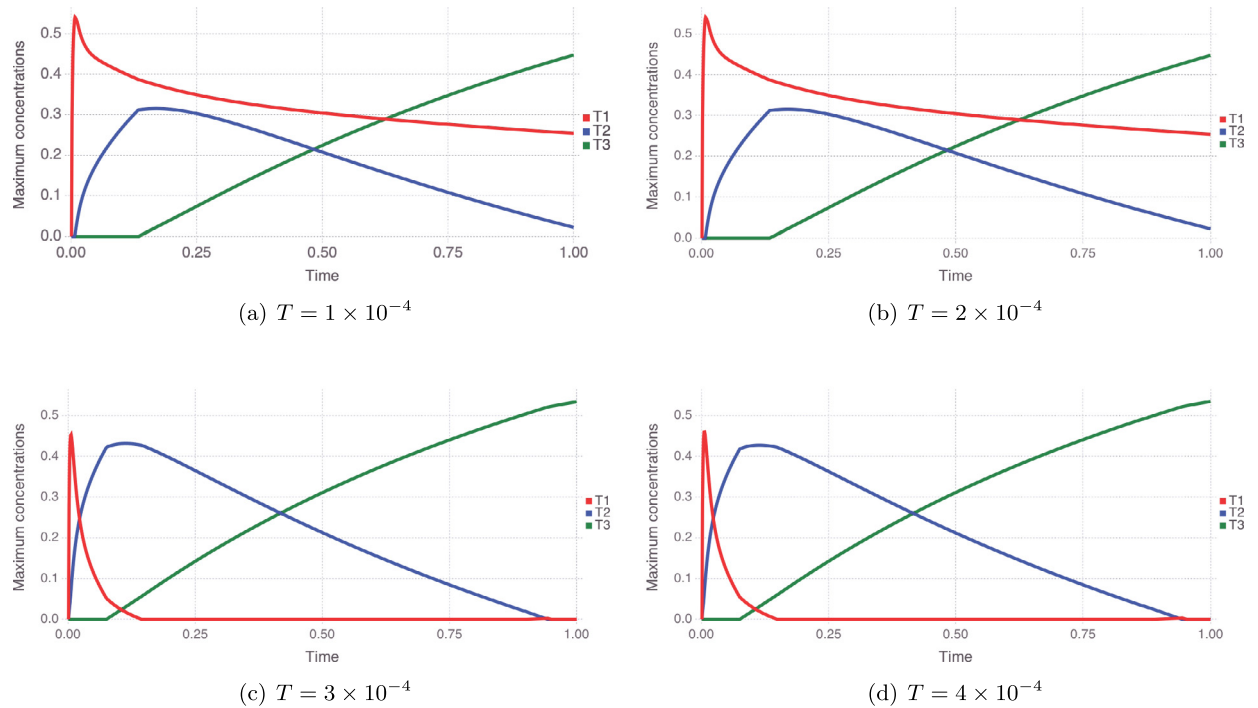 Maximum concentrations
0.5
0.4
0.3
0.2
0.1
0.0
0.00 0.25 0.50 0.75 1.00
Time
T1
T2
T3
(a) T = 1 × 10⁻⁴
Maximum concentrations
0.5
0.4
0.3
0.2
0.1
0.0
0.00 0.25 0.50 0.75 1.00
Time
T1
T2
T3
(b) T = 2 × 10⁻⁴
Maximum concentrations
0.5
0.4
0.3
0.2
0.1
0.0
0.00 0.25 0.50 0.75 1.00
Time
T1
T2
T3
(c) T = 3 × 10⁻⁴
Maximum concentrations
0.5
0.4
0.3
0.2
0.1
0.0
0.00 0.25 0.50 0.75 1.00
Time
T1
T2
T3
(d) T = 4 × 10⁻⁴